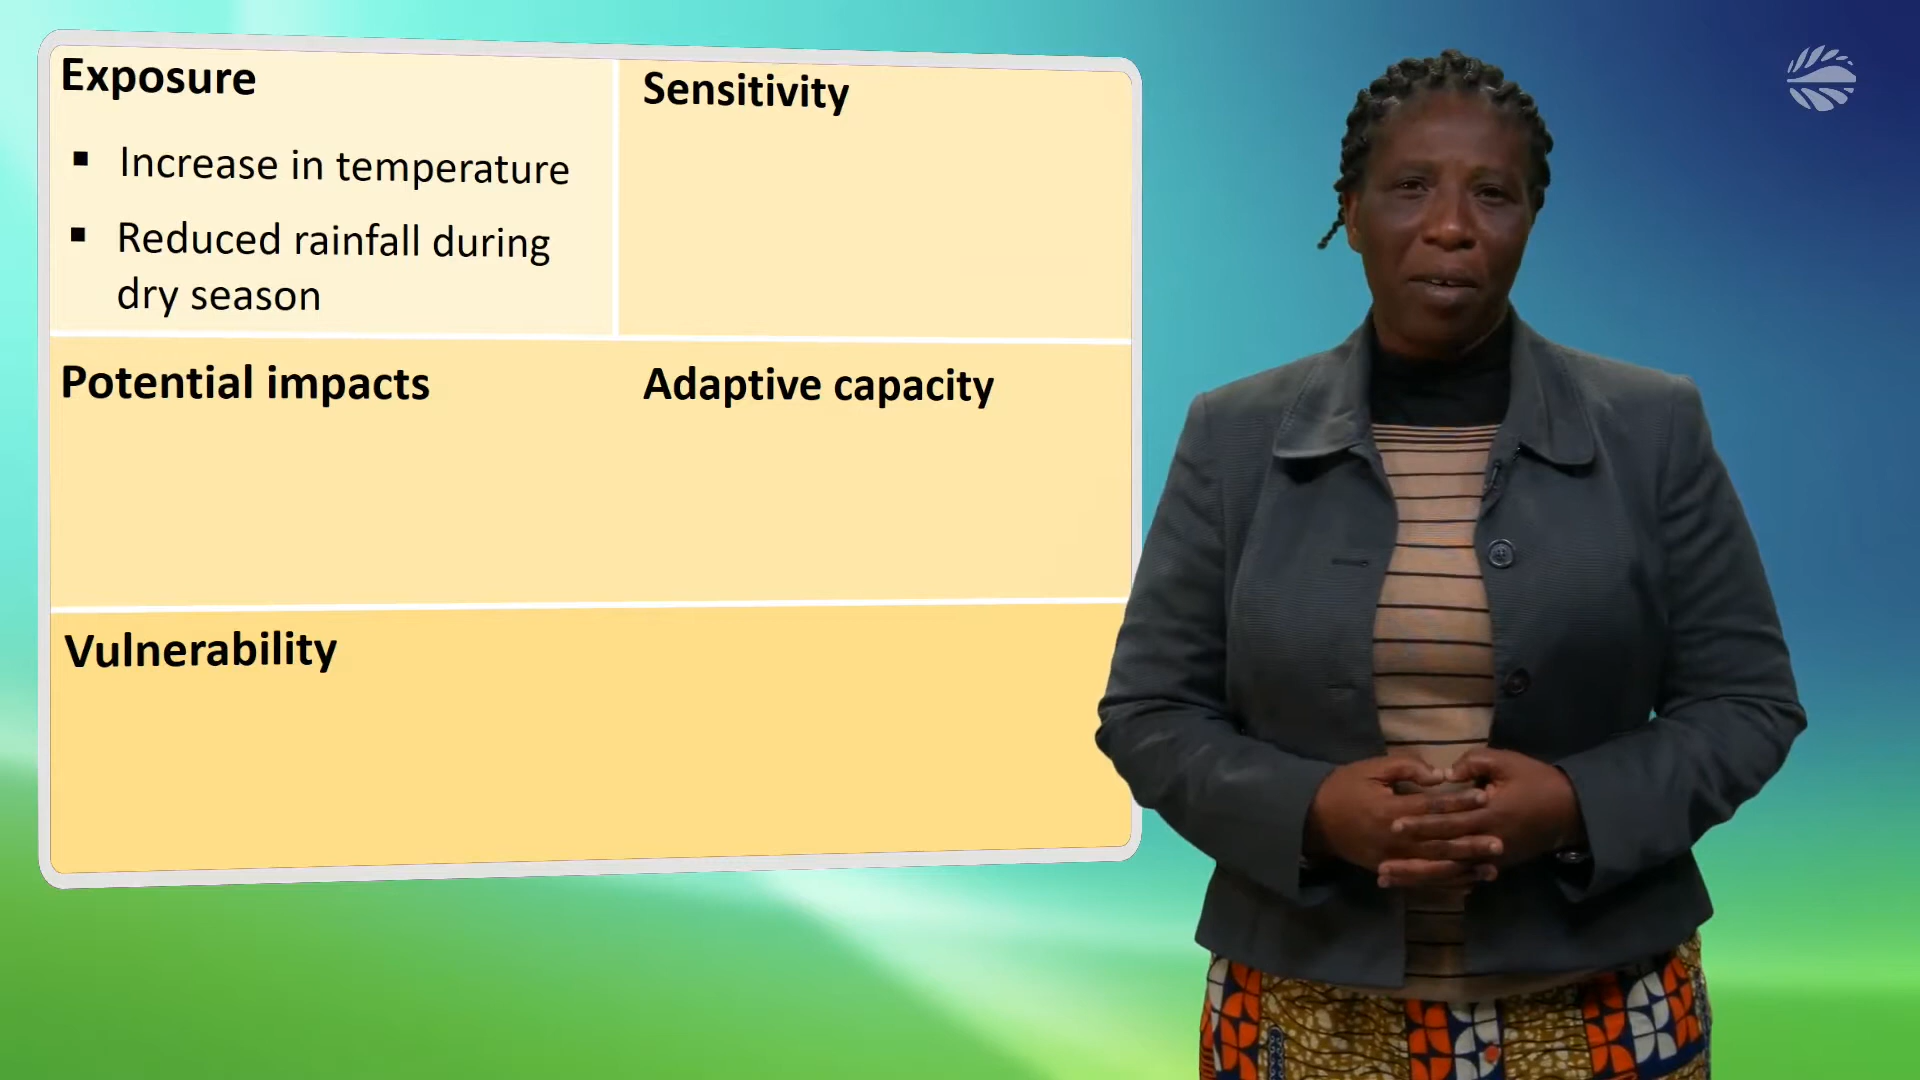 Exposure
Sensitivity
▪ Increase in temperature
▪ Reduced rainfall during
dry season
Potential impacts
Adaptive capacity
Vulnerability